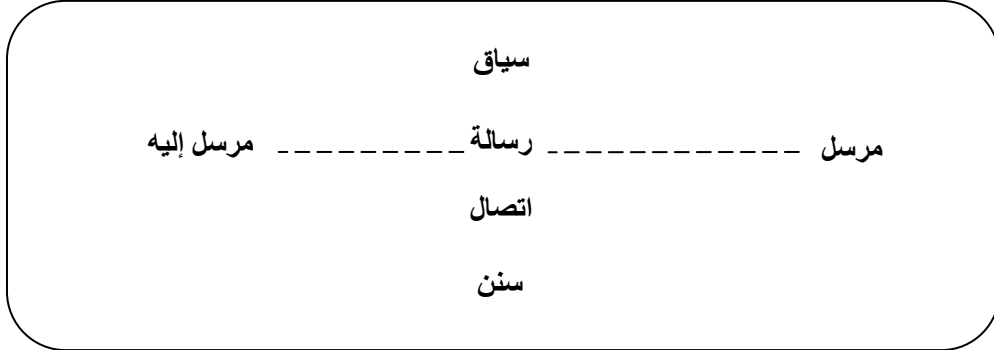 سياق
مرسل ------------ رسالة --------- مرسل إليه
اتصال
سنن